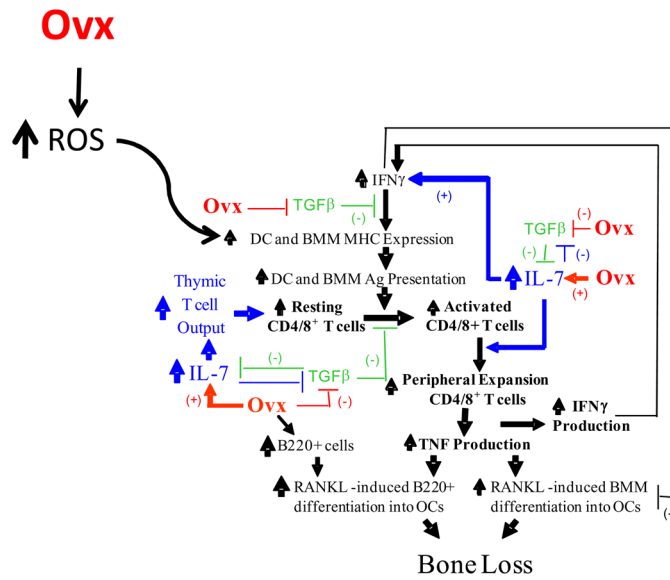 Ovx
ROS
IFNγ
(+)
Ovx
TGFβ
(-)
TGFβ
(-)
Ovx
DC and BMM MHC Expression
(-)
(-)
IL-7
Ovx
(+)
DC and BMM Ag Presentation
Thymic
T cell
Output
Resting
CD4/8+ T cells
Activated
CD4/8+ T cells
(-)
(-)
IL-7
TGFβ
Peripheral Expansion
CD4/8+ T cells
(+)
Ovx
(-)
IFNγ
Production
B220+ cells
TNF Production
RANKL -induced B220+
differentiation into OCs
RANKL -induced BMM
differentiation into OCs
(-
Bone Loss